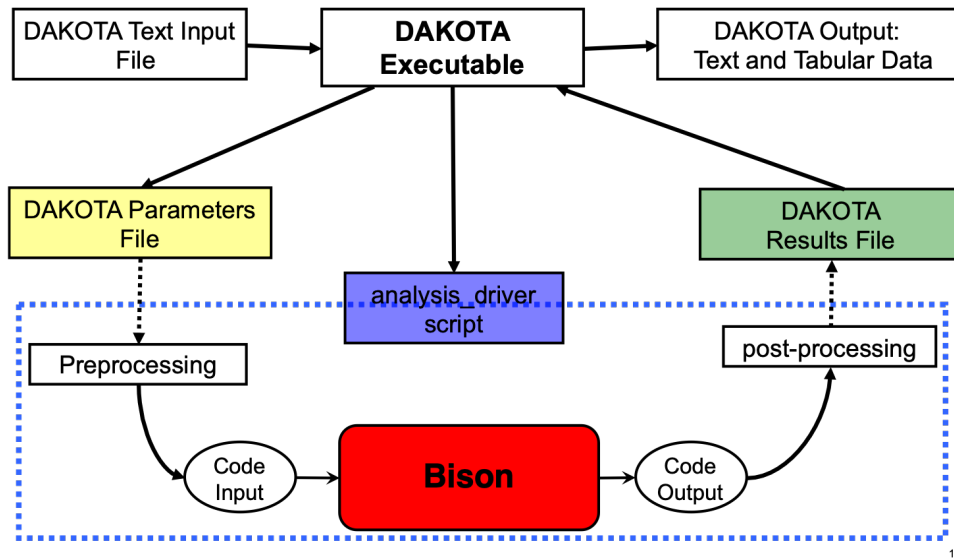 DAKOTA Text Input
File
DAKOTA
Executable
DAKOTA Output:
Text and Tabular Data
DAKOTA Parameters
File
DAKOTA
Results File
analysis_driver
script
Preprocessing
post-processing
Code
Input
Bison
Code
Output
1